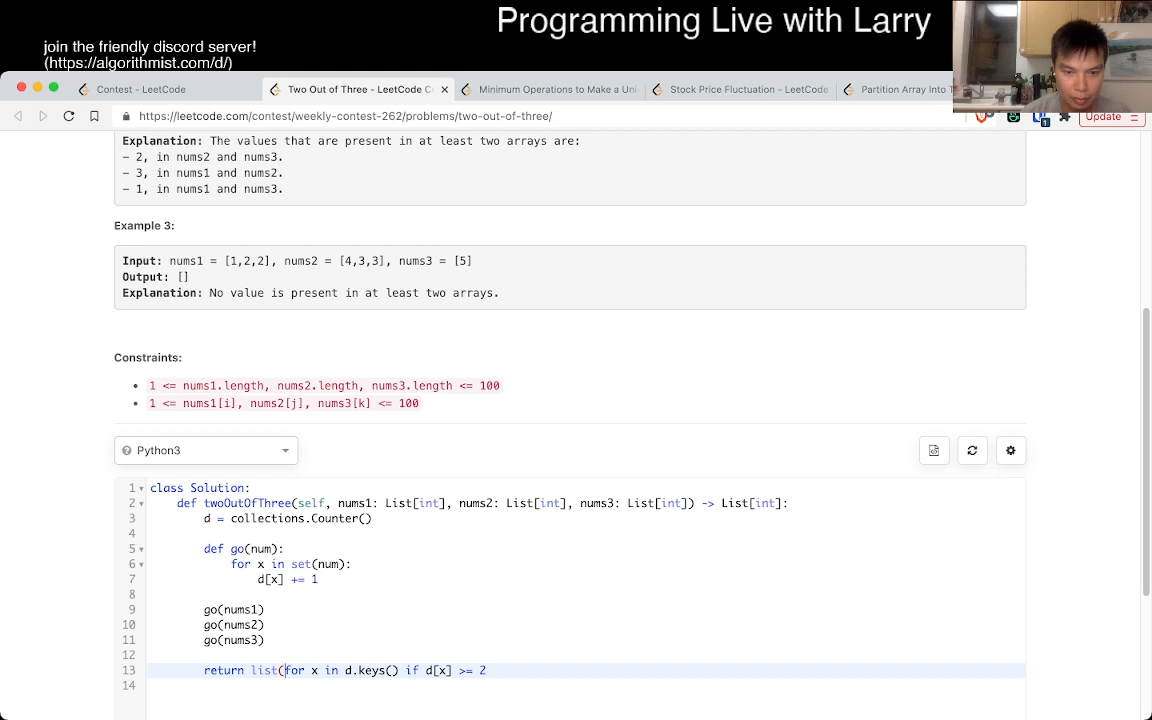 Programming Live with Larry
join the friendly discord server!
(https://algorithmist.com/d/)
Contest - LeetCode
Two Out of Three - LeetCode C
Minimum Operations to Make a Uni
Stock Price Fluctuation - LeetCode
Partition Array Into T
https://leetcode.com/contest/weekly-contest-262/problems/two-out-of-three/
1
Update
Explanation: The values that are present in at least two arrays are:
- 2, in nums2 and nums3.
- 3, in nums1 and nums2.
- 1, in nums1 and nums3.
Example 3:
Input: nums1 = [1,2,2], nums2 = [4,3,3], nums3 = [5]
Output: []
Explanation: No value is present in at least two arrays.
Constraints:
• 1 <= nums1.length, nums2.length, nums3.length <= 100
• 1 <= nums1[i], nums2[j], nums3[k] <= 100
Python3
1 class Solution:
2 def twoOutOfThree(self, nums1: List[int], nums2: List[int], nums3: List[int]) -> List[int]:
3 d = collections.Counter()
4
5 def go(num):
6 for x in set(num):
7 d[x] += 1
8
9 go(nums1)
10 go(nums2)
11 go(nums3)
12
13 return list(for x in d.keys() if d[x] >= 2
14